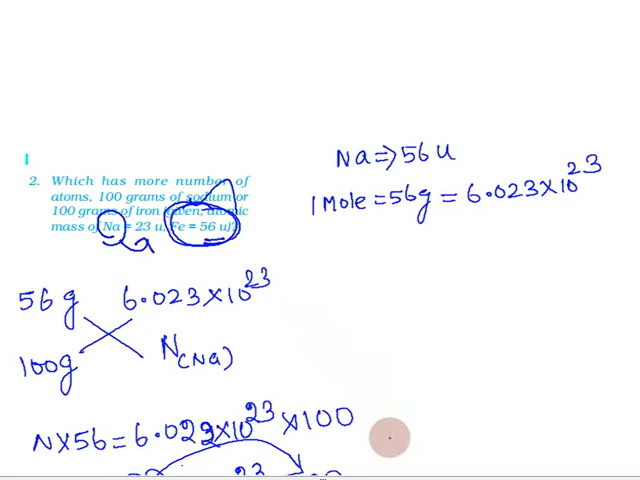 I
2. Which has more number of
atoms, 100 grams of sodium or
100 grams of iron (given, atomic
mass of Na = 23 u, Fe = 56 u)?
a
Na ⇒ 56 u
1 Mole = 56g = 6.023×10^23
56 g 6.023×10^23
100g N(Na)
N×56 = 6.023×10^23 ×100